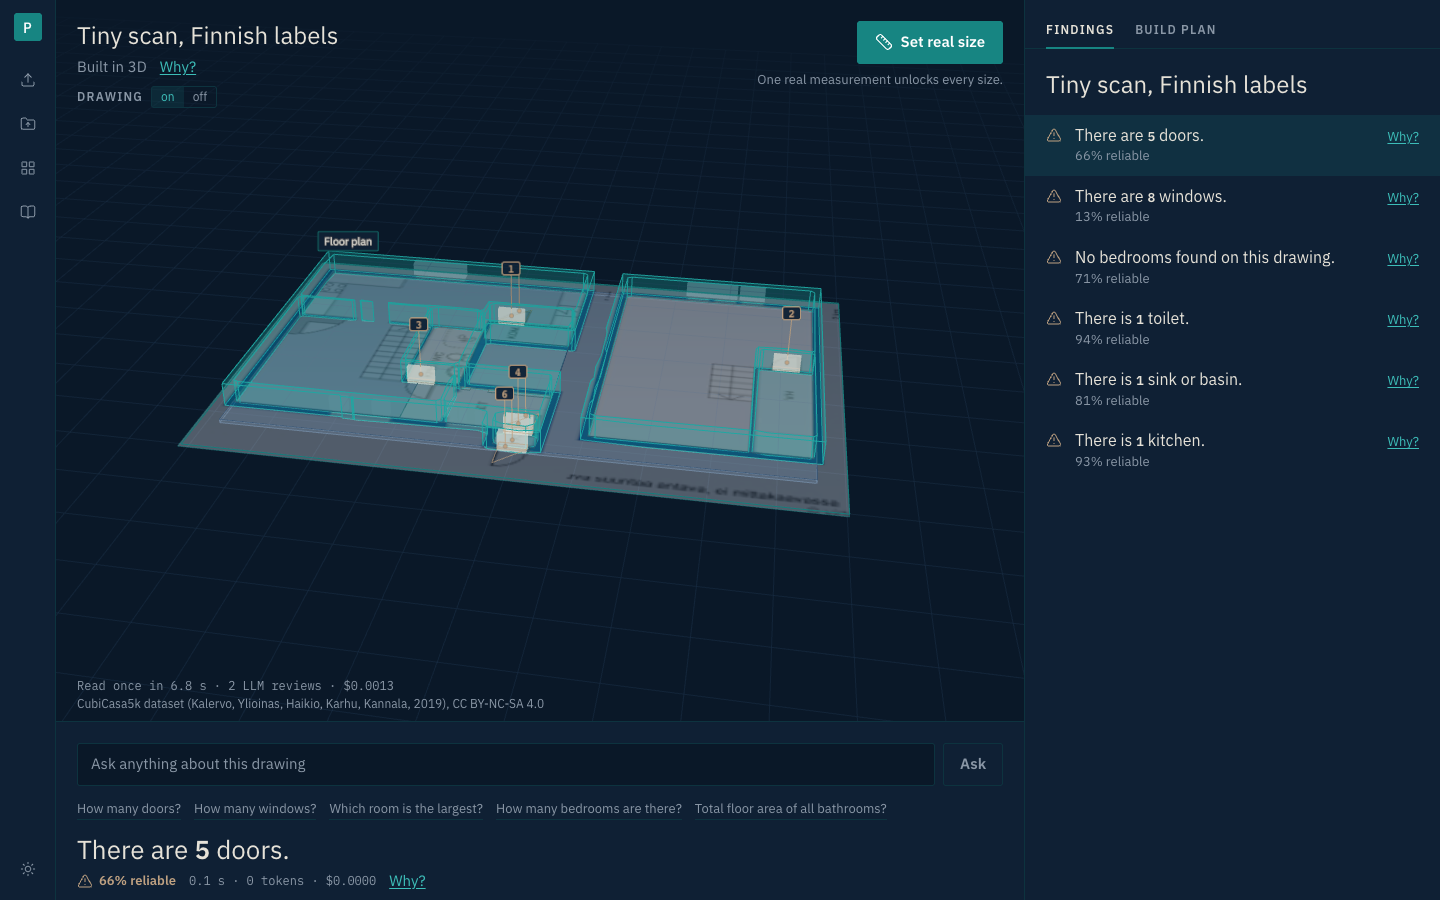 P
Tiny scan, Finnish labels
Built in 3D Why?
DRAWING on off
Set real size
One real measurement unlocks every size.
Floor plan
1
2
3
4
6
Read once in 6.8 s · 2 LLM reviews · $0.0013
CubiCasa5k dataset (Kalervo, Ylioinas, Haikio, Karhu, Kannala, 2019), CC BY-NC-SA 4.0
Ask anything about this drawing
Ask
How many doors? How many windows? Which room is the largest? How many bedrooms are there? Total floor area of all bathrooms?
There are 5 doors.
66% reliable 0.1 s · 0 tokens · $0.0000 Why?
FINDINGS BUILD PLAN
Tiny scan, Finnish labels
There are 5 doors. Why?
66% reliable
There are 8 windows. Why?
13% reliable
No bedrooms found on this drawing. Why?
71% reliable
There is 1 toilet. Why?
94% reliable
There is 1 sink or basin. Why?
81% reliable
There is 1 kitchen. Why?
93% reliable